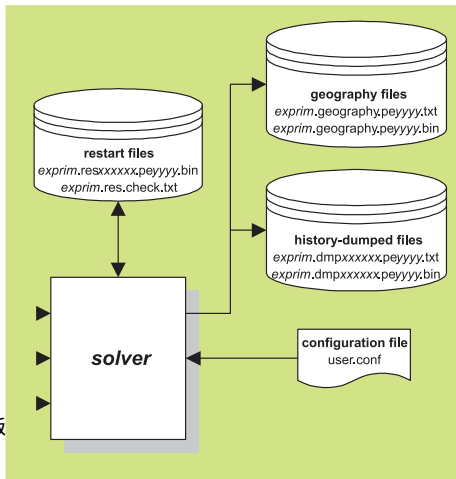 geography files
exprim.geography.peyyyy.txt
exprim.geography.peyyyy.bin
restart files
exprim.resxxxxxx.peyyyy.bin
exprim.res.check.txt
history-dumped files
exprim.dmpxxxxxx.peyyyy.txt
exprim.dmpxxxxxx.peyyyy.bin
solver
configuration file
user.conf